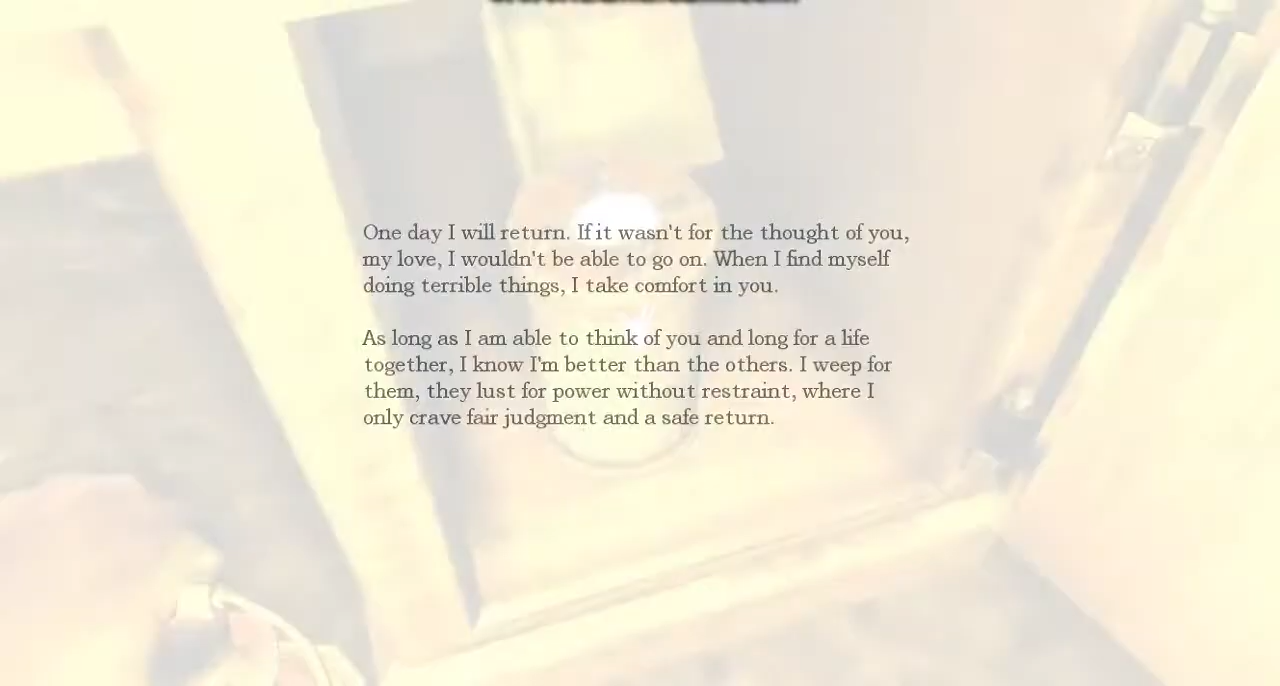 One day I will return. If it wasn't for the thought of you,
my love, I wouldn't be able to go on. When I find myself
doing terrible things, I take comfort in you.
As long as I am able to think of you and long for a life
together, I know I'm better than the others. I weep for
them, they lust for power without restraint, where I
only crave fair judgment and a safe return.